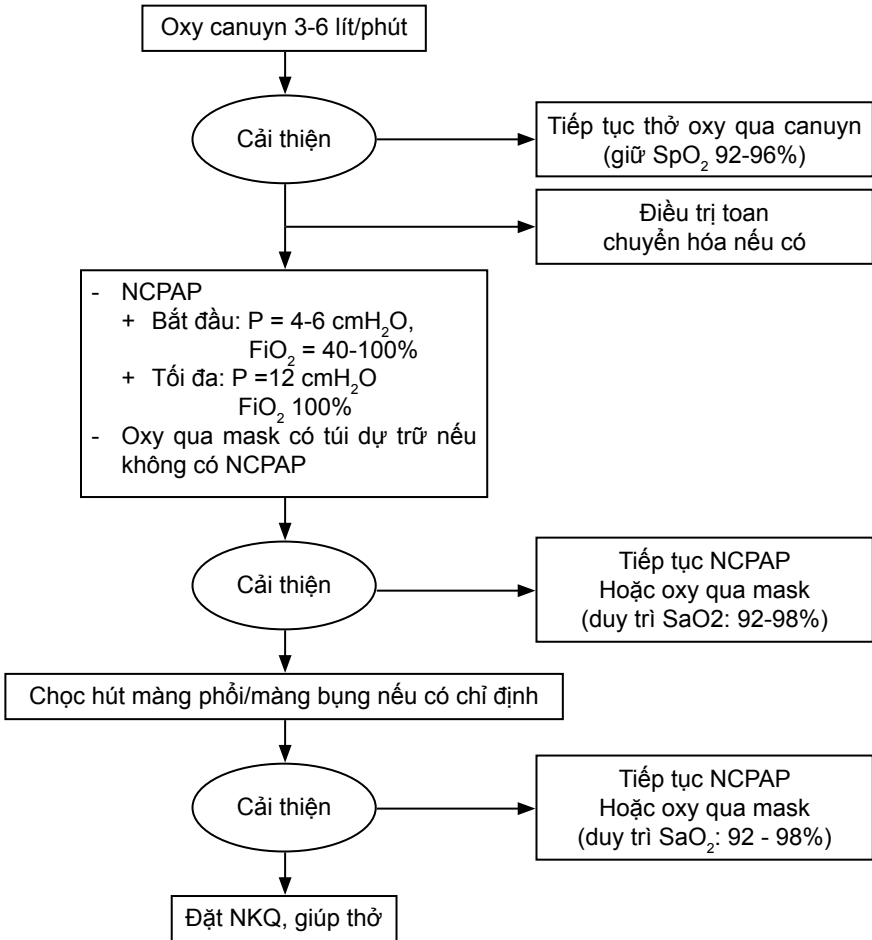 Oxy canuyn 3-6 lít/phút
Cải thiện
Tiếp tục thở oxy qua canuyn
(giữ SpO₂ 92-96%)
Điều trị toan
chuyển hóa nếu có
- NCPAP
+ Bắt đầu: P = 4-6 cmH₂O,
FiO₂ = 40-100%
+ Tối đa: P =12 cmH₂O
FiO₂ 100%
- Oxy qua mask có túi dự trữ nếu
không có NCPAP
Cải thiện
Tiếp tục NCPAP
Hoặc oxy qua mask
(duy trì SaO2: 92-98%)
Chọc hút màng phổi/màng bụng nếu có chỉ định
Cải thiện
Tiếp tục NCPAP
Hoặc oxy qua mask
(duy trì SaO₂: 92 - 98%)
Đặt NKQ, giúp thở